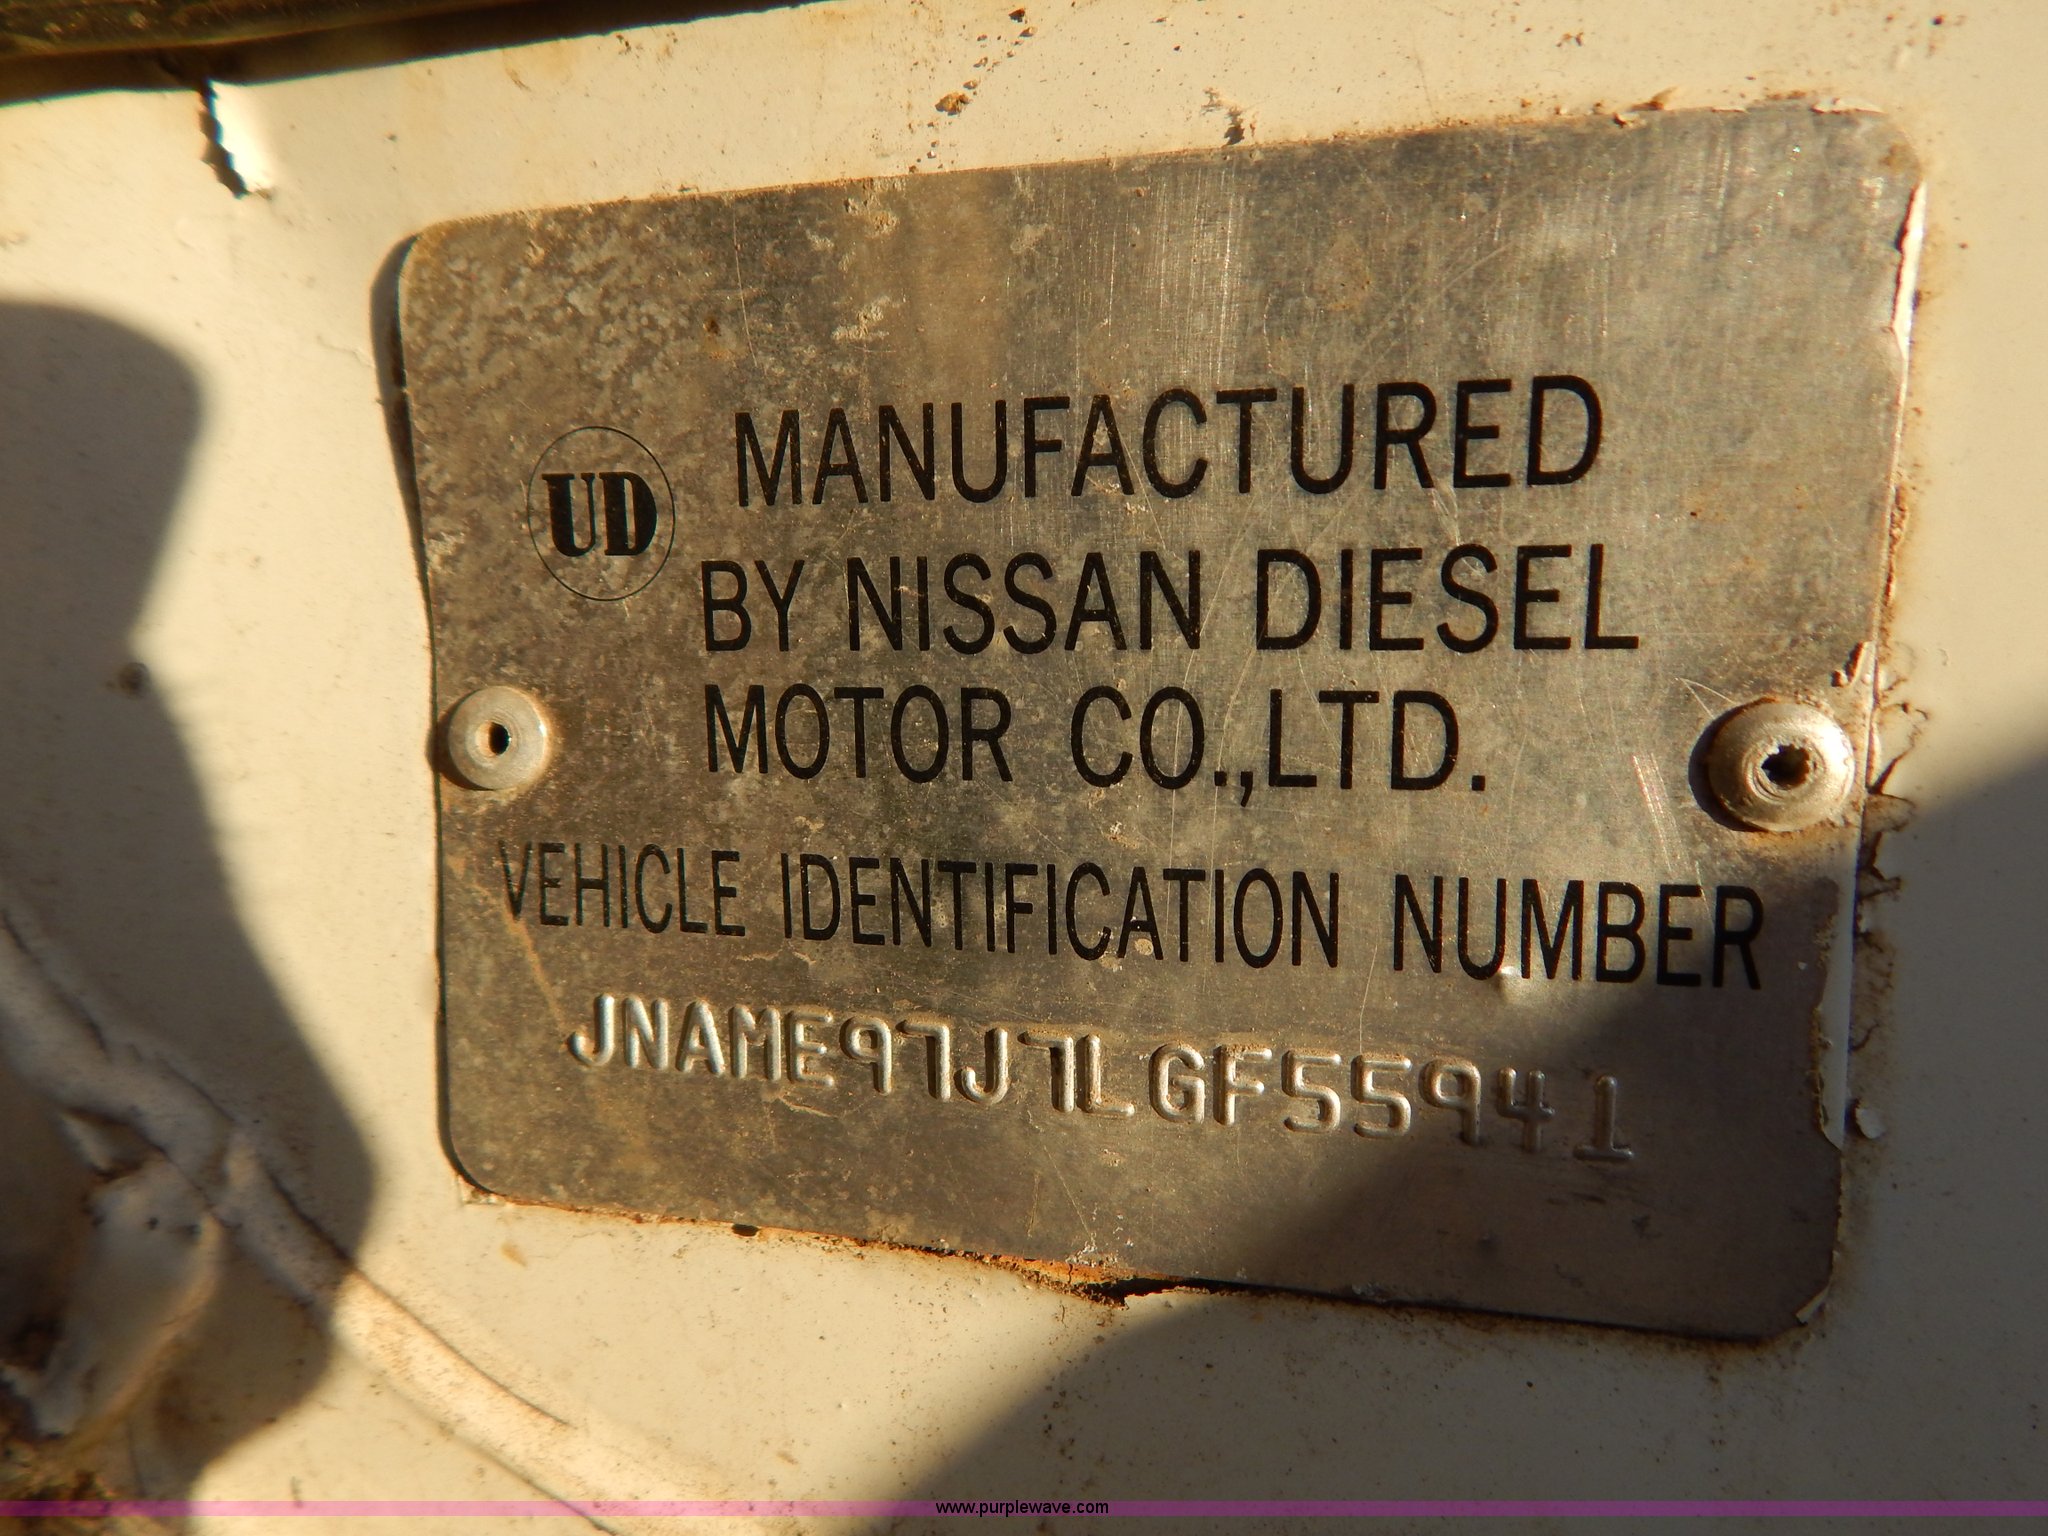 UD
MANUFACTURED
BY NISSAN DIESEL
MOTOR CO.,LTD.
VEHICLE IDENTIFICATION NUMBER
JNAME97J7LGF55941
www.purplewave.com